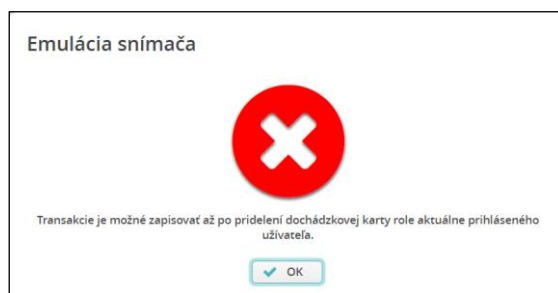 Emulácia snímača
Transakcie je možné zapisovať až po pridelení dochádzkovej karty role aktuálne prihláseného
užívateľa.
OK